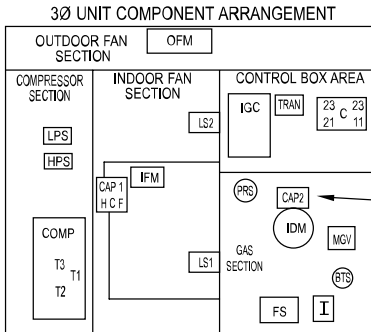 3Ø UNIT COMPONENT ARRANGEMENT
OUTDOOR FAN
SECTION
OFM
COMPRESSOR
SECTION
LPS
HPS
COMP
T3
T1
T2
INDOOR FAN
SECTION
LS2
CAP 1
H C F
IFM
LS1
CONTROL BOX AREA
IGC
TRAN
23 C 23
21 11
PRS
CAP2
IDM
MGV
GAS
SECTION
BTS
FS
I